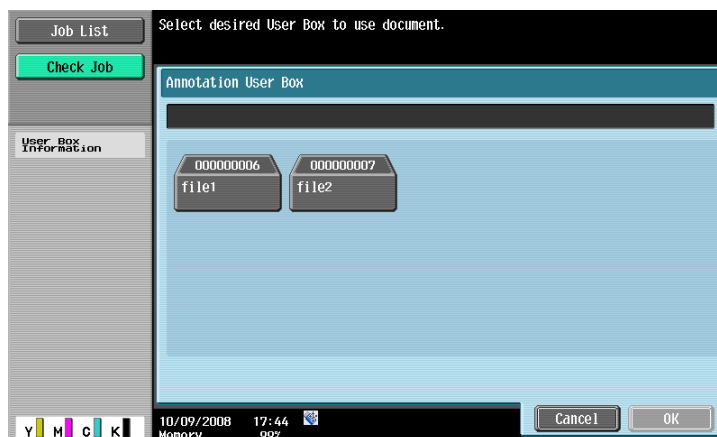 Job List
Select desired User Box to use document.
Check Job
Annotation User Box
User Box
Information
000000006
000000007
file1
file2
Cancel
OK
10/09/2008 17:44
Memory 99%
Y M C K